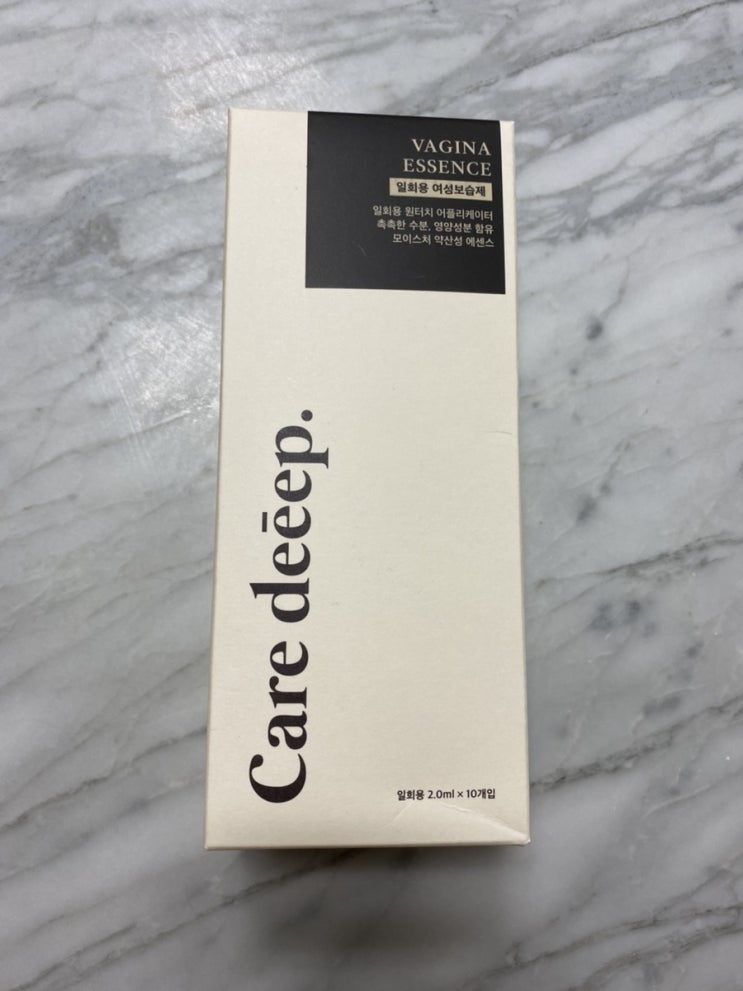 VAGINA
ESSENCE
일회용 여성보습제
일회용 원터치 어플리케이터
촉촉한 수분, 영양성분 함유
모이스처 약산성 에센스
Care deēep.
일회용 2.0ml × 10개입